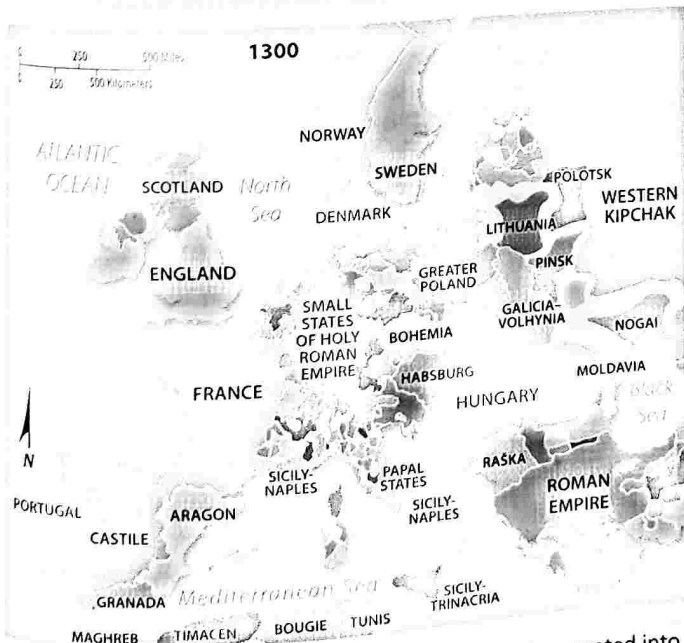 1300
0 250 500 Miles
0 250 500 Kilometers
NORWAY
ATLANTIC
OCEAN
SWEDEN
SCOTLAND
North
Sea
POLOTSK
WESTERN
KIPCHAK
DENMARK
LITHUANIA
PINSK
ENGLAND
GREATER
POLAND
SMALL
STATES
OF HOLY
ROMAN
EMPIRE
GALICIA-
VOLHYNIA
NOGAI
BOHEMIA
MOLDAVIA
HABSBURG
FRANCE
HUNGARY
Black
Sea
N
RAŠKA
SICILY-
NAPLES
PAPAL
STATES
ROMAN
EMPIRE
PORTUGAL
ARAGON
SICILY-
NAPLES
CASTILE
Mediterranean Sea
SICILY-
TRINACRIA
GRANADA
MAGHREB
TIMACEN
BOUGIE
TUNIS
into